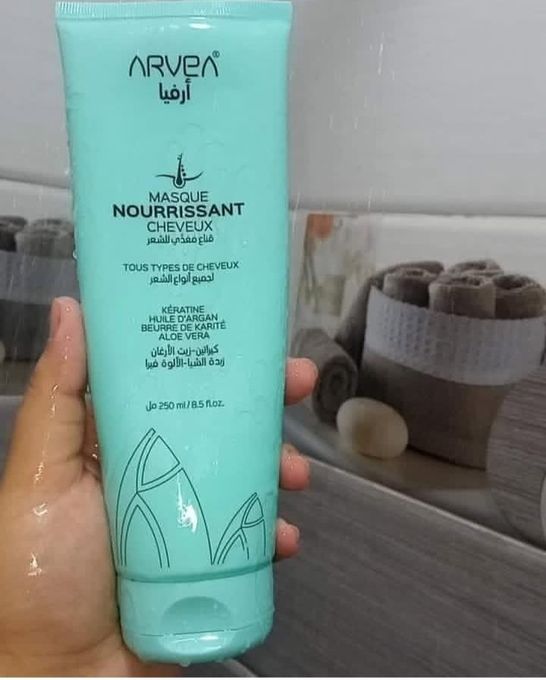 ARVEA®
أرفيا
MASQUE
NOURRISSANT
CHEVEUX
قناع مغذي للشعر
TOUS TYPES DE CHEVEUX
لجميع أنواع الشعر
KÉRATINE
HUILE D'ARGAN
BEURRE DE KARITÉ
ALOE VERA
كيراتين-زيت الأرغان
زبدة الشيا-الألوة فيرا
250 ml / 8.5 fl.oz. مل